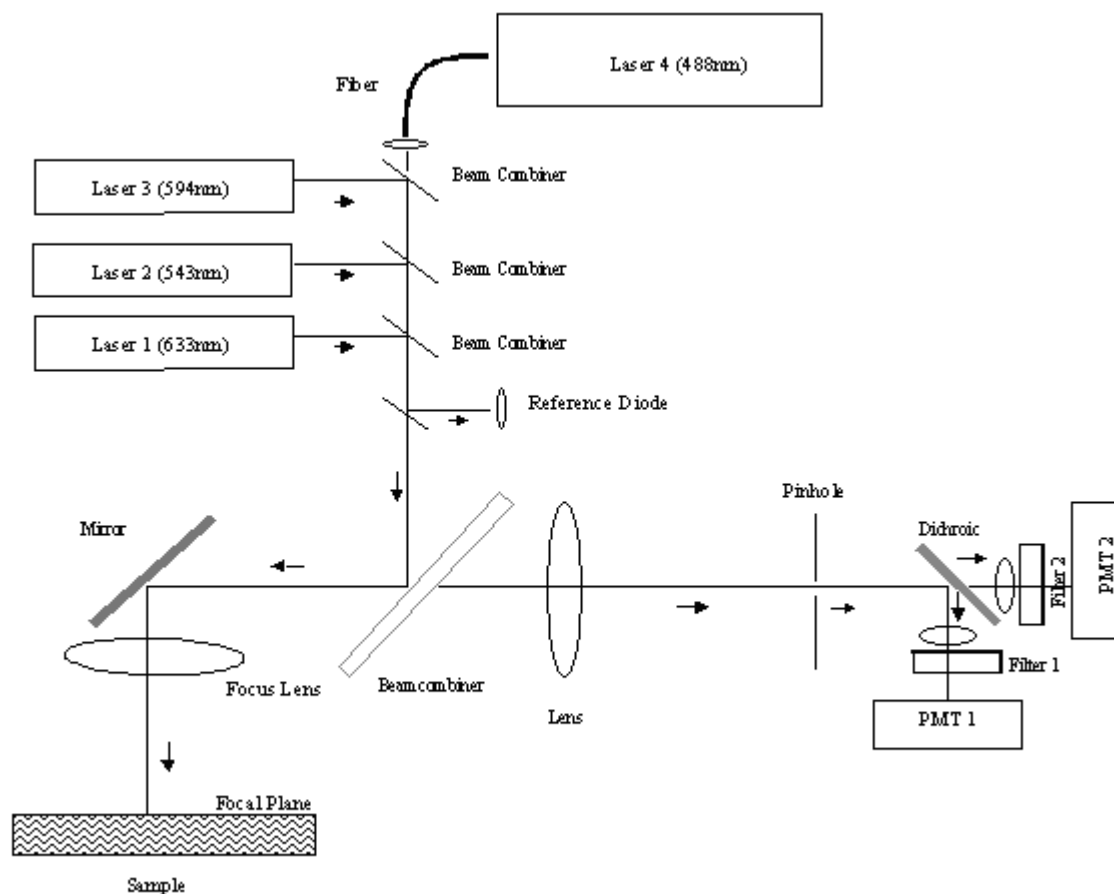 Laser 4 (488nm)
Fiber
Laser 3 (594nm)
Beam Combiner
Laser 2 (543nm)
Beam Combiner
Laser 1 (633nm)
Beam Combiner
Reference Diode
Pinhole
Mirror
Dichroic
PMT 2
Filter 2
Filter 1
Focus Lens
Beamcombiner
Lens
PMT 1
Focal Plane
Sample